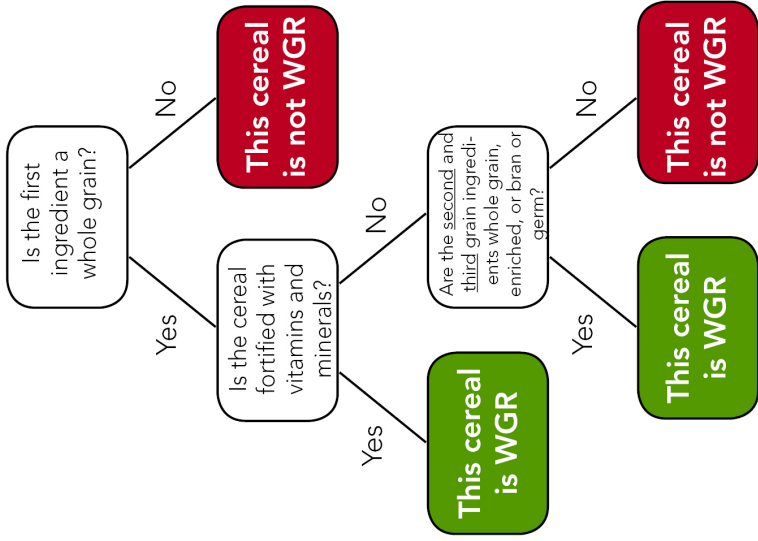 Is the first
ingredient a
whole grain?
Yes
No
Is the cereal
fortified with
vitamins and
minerals?
This cereal
is not WGR
Yes
No
This cereal
is WGR
Are the second and
third grain ingredi-
ents whole grain,
enriched, or bran or
germ?
Yes
No
This cereal
is WGR
This cereal
is not WGR